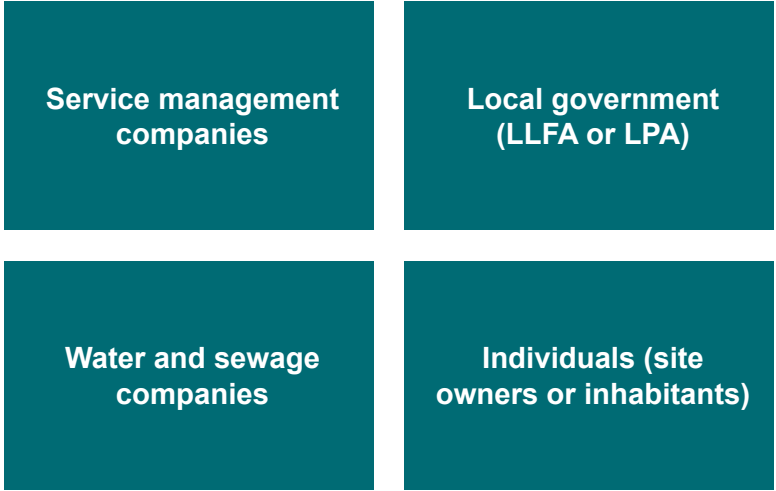 Service management
companies
Local government
(LLFA or LPA)
Water and sewage
companies
Individuals (site
owners or inhabitants)